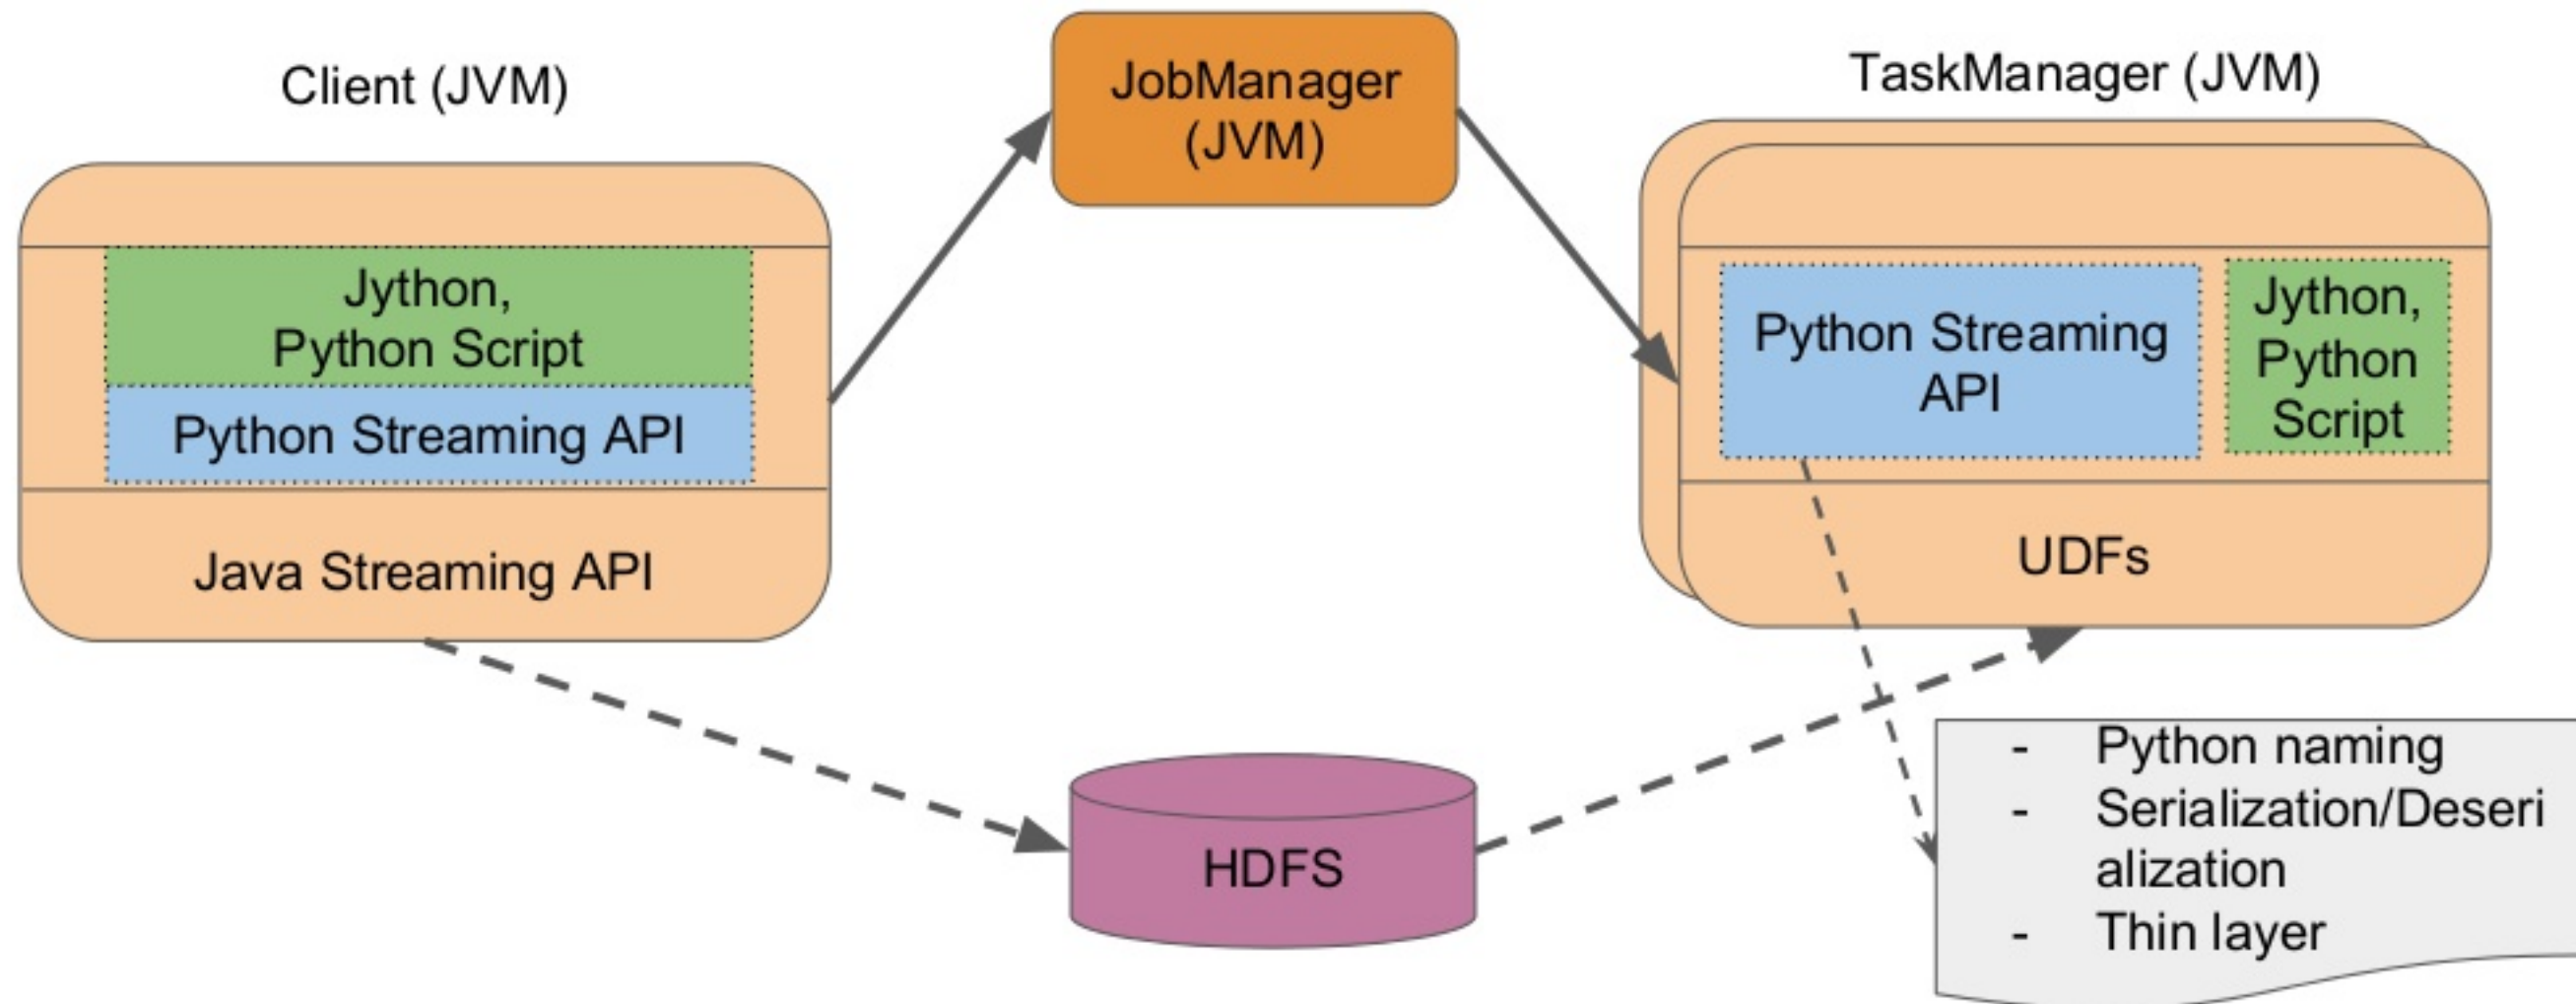 Client (JVM)
JobManager
(JVM)
TaskManager (JVM)
Jython,
Python Script
Python Streaming API
Java Streaming API
Python Streaming
API
Jython,
Python
Script
UDFs
HDFS
- Python naming
- Serialization/Deseri
alization
- Thin layer